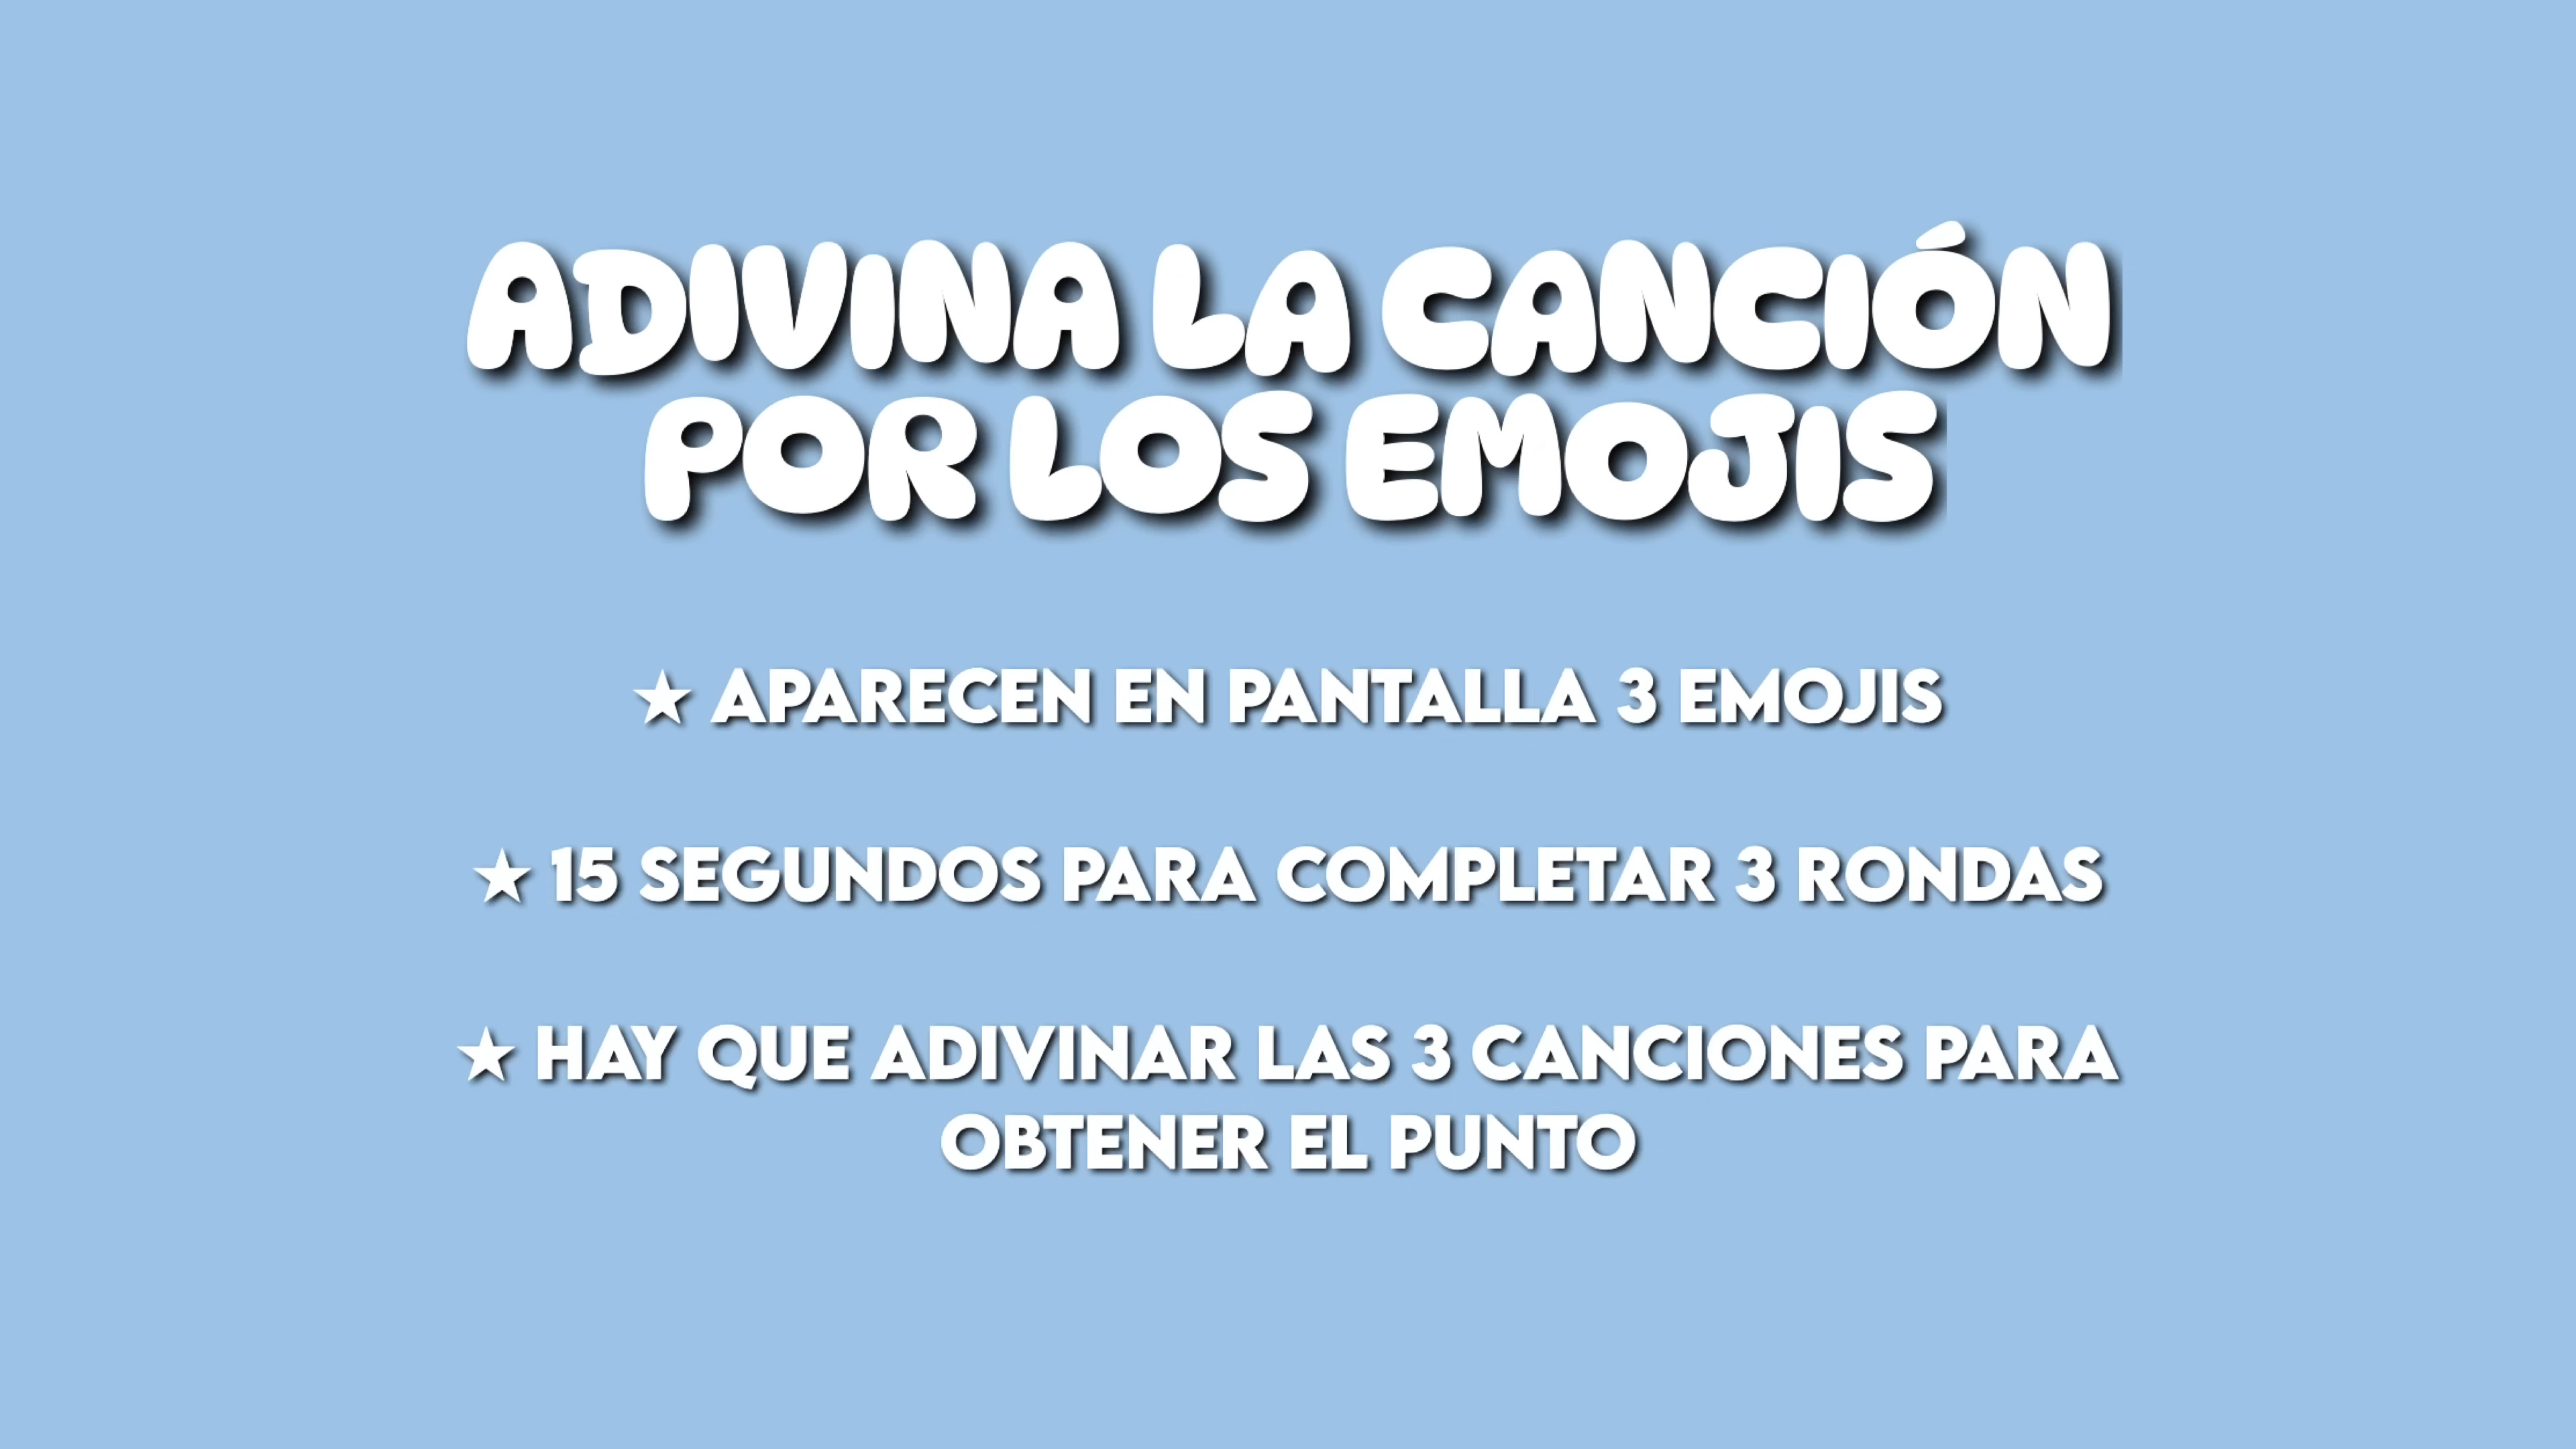 ADIVINA LA CANCIÓN
POR LOS EMOJIS
★ APARECEN EN PANTALLA 3 EMOJIS
★ 15 SEGUNDOS PARA COMPLETAR 3 RONDAS
★ HAY QUE ADIVINAR LAS 3 CANCIONES PARA
OBTENER EL PUNTO